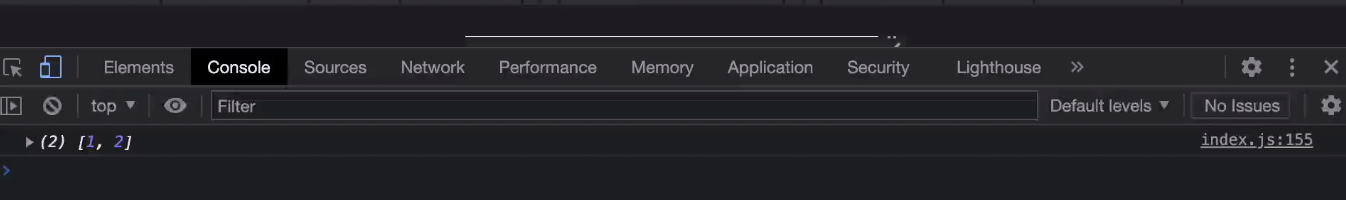 Elements Console Sources Network Performance Memory Application Security Lighthouse »
top Filter Default levels No Issues
(2) [1, 2] index.js:155